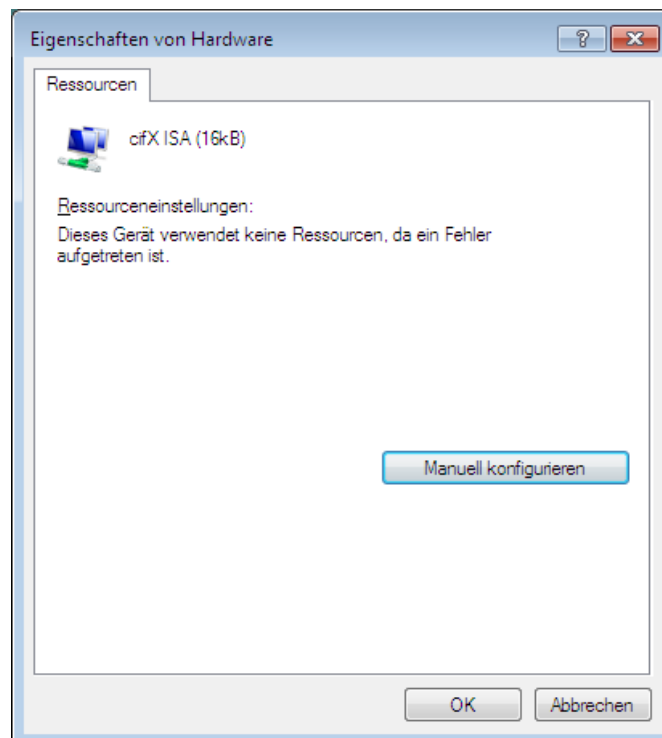 Eigenschaften von Hardware
Ressourcen
cifX ISA (16kB)
Ressourceneinstellungen:
Dieses Gerät verwendet keine Ressourcen, da ein Fehler
aufgetreten ist.
Manuell konfigurieren
OK
Abbrechen